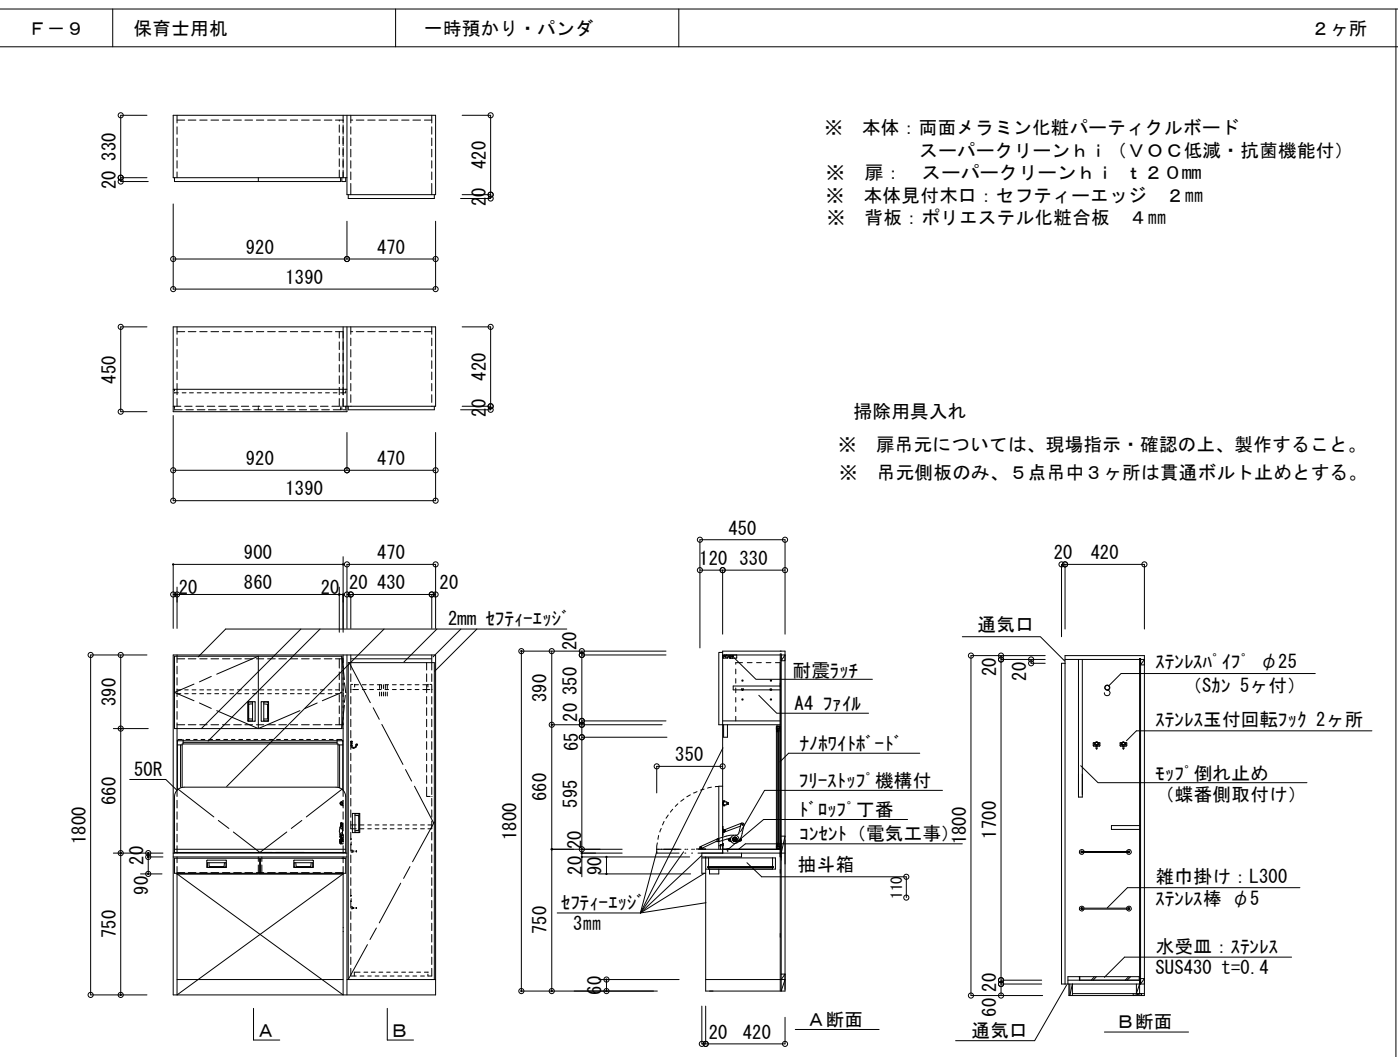 Ｆ－９ 保育士用机 一時預かり・パンダ ２ヶ所
※ 本体：両面メラミン化粧パーティクルボード
スーパークリーンｈｉ（ＶＯＣ低減・抗菌機能付）
※ 扉： スーパークリーンｈｉ ｔ２０㎜
※ 本体見付木口：セフティーエッジ ２㎜
※ 背板：ポリエステル化粧合板 ４㎜
330
20
420
20
920 470
1390
450
420
20
920 470
1390
掃除用具入れ
※ 扉吊元については、現場指示・確認の上、製作すること。
※ 吊元側板のみ、５点吊中３ヶ所は貫通ボルト止めとする。
900 470
20 860 20 20 430 20
2mm ｾﾌﾃｨｰｴｯｼﾞ
50R
1800
390
660
20
90
750
A
B
450
120 330
20
390
350
20
65
350
660
595
1800
20
20
90
750
60
耐震ﾗｯﾁ
A4 ﾌｧｲﾙ
ﾅﾉﾎﾜｲﾄﾎﾞｰﾄﾞ
ﾌﾘｰｽﾄｯﾌﾟ機構付
ﾄﾞﾛｯﾌﾟ丁番
ｺﾝｾﾝﾄ（電気工事）
抽斗箱
110
ｾﾌﾃｨｰｴｯｼﾞ
3mm
20 420
Ａ断面
20 420
通気口
20
20
1800
1700
20
60
ｽﾃﾝﾚｽﾊﾟｲﾌﾟ φ25
（Sｶﾝ 5ヶ付）
ｽﾃﾝﾚｽ玉付回転ﾌｯｸ 2ヶ所
ﾓｯﾌﾟ倒れ止め
（蝶番側取付け）
雑巾掛け：L300
ｽﾃﾝﾚｽ棒 φ5
水受皿：ｽﾃﾝﾚｽ
SUS430 t=0.4
通気口
Ｂ断面